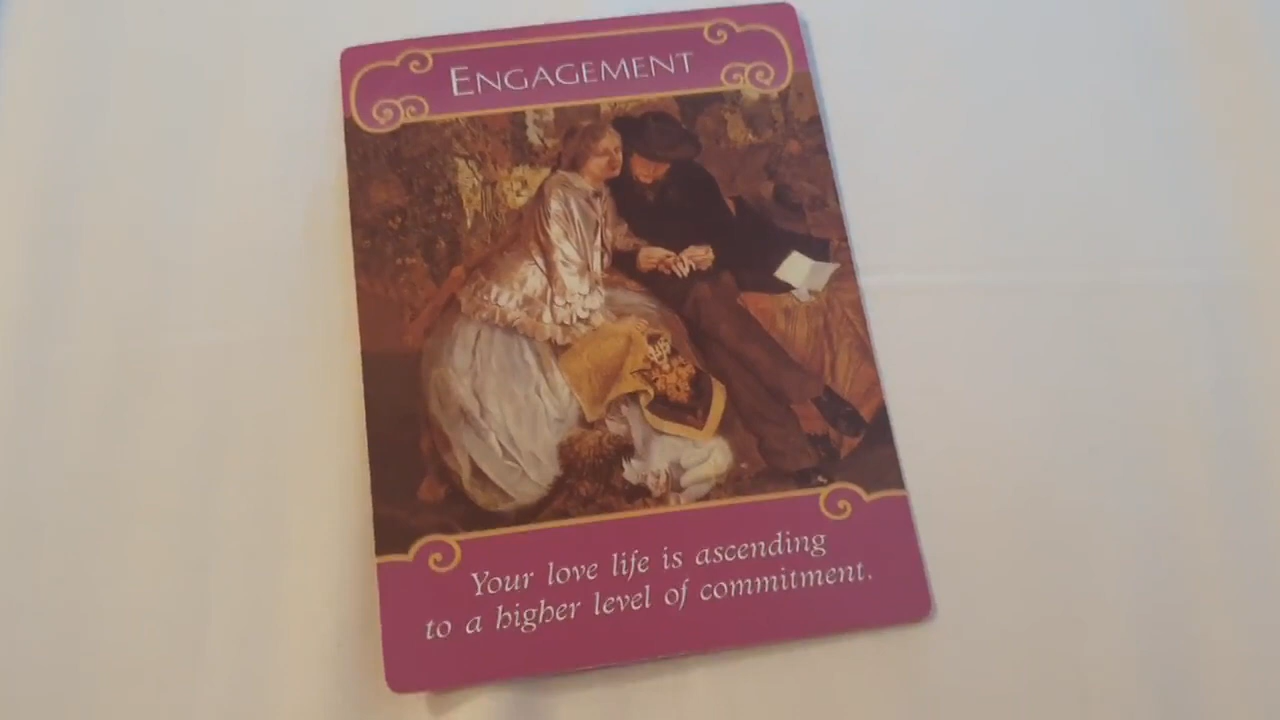 ENGAGEMENT
Your love life is ascending
to a higher level of commitment.